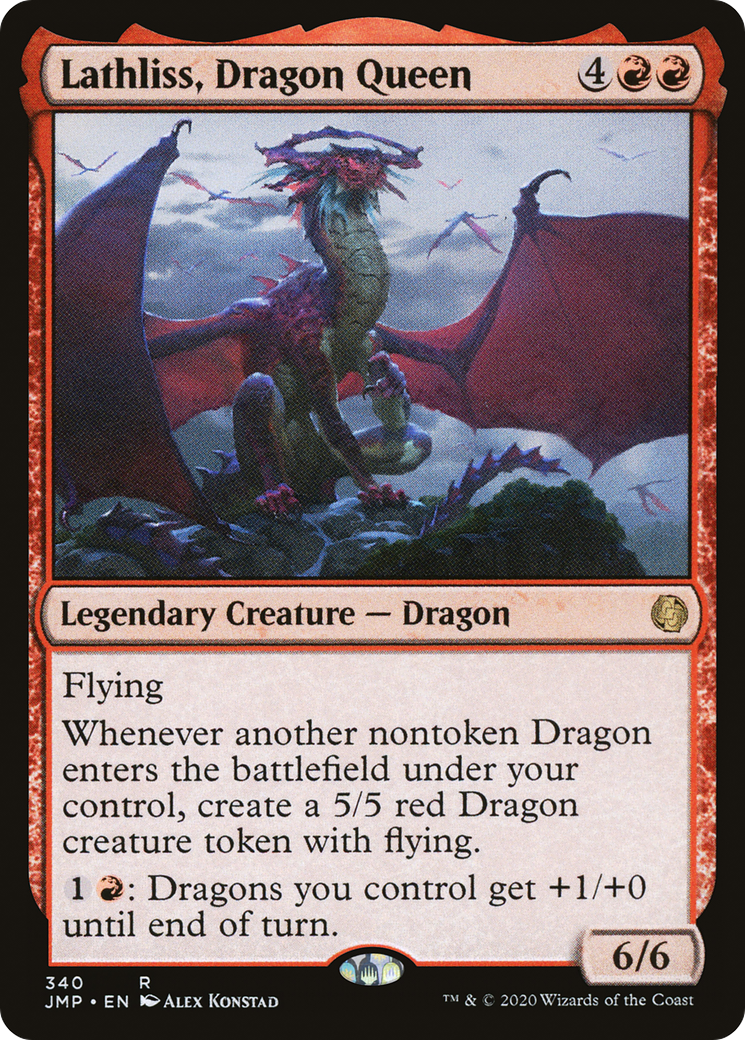 Lathliss, Dragon Queen 4
Legendary Creature — Dragon
Flying
Whenever another nontoken Dragon
enters the battlefield under your
control, create a 5/5 red Dragon
creature token with flying.
1 : Dragons you control get +1/+0
until end of turn.
6/6
340 R
JMP • EN ALEX KONSTAD
™ & © 2020 Wizards of the Coast